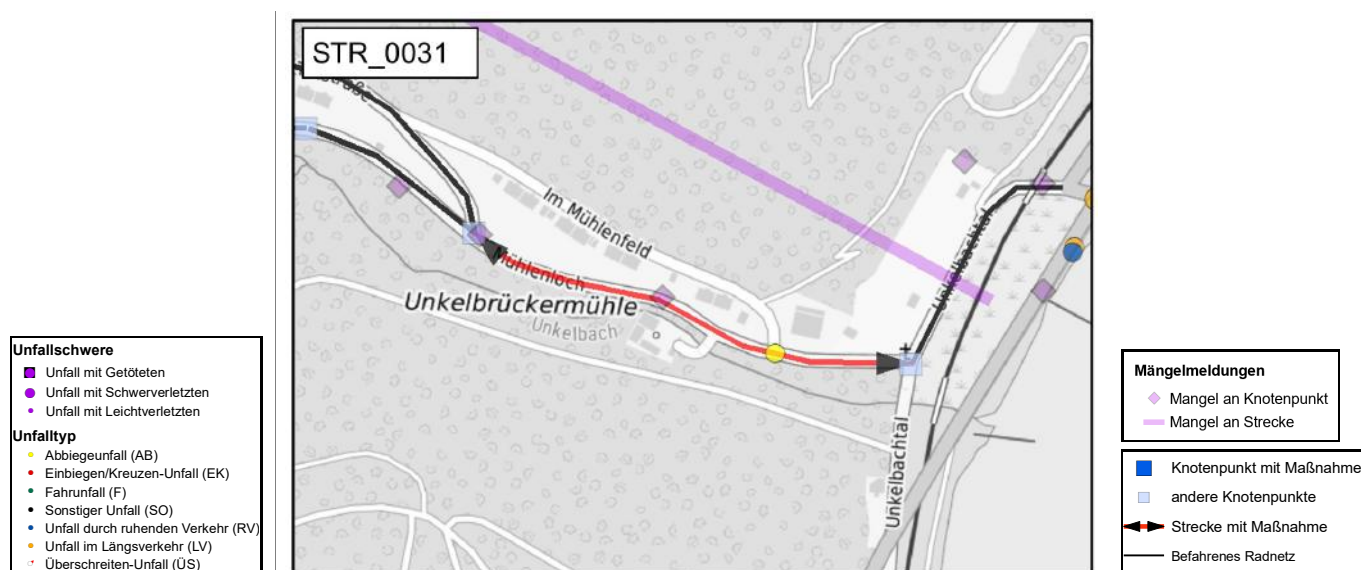 STR_0031
Im Mühlenfeld
Mühlenloch
Unkelbrückermühle
Unkelbach
Unkelbachtal
Unkelbachtal
Unfallschwere
Unfall mit Getöteten
Unfall mit Schwerverletzten
Unfall mit Leichtverletzten
Unfalltyp
Abbiegeunfall (AB)
Einbiegen/Kreuzen-Unfall (EK)
Fahrunfall (F)
Sonstiger Unfall (SO)
Unfall durch ruhenden Verkehr (RV)
Unfall im Längsverkehr (LV)
Überschreiten-Unfall (ÜS)
Mängelmeldungen
Mangel an Knotenpunkt
Mangel an Strecke
Knotenpunkt mit Maßnahme
andere Knotenpunkte
Strecke mit Maßnahme
Befahrenes Radnetz